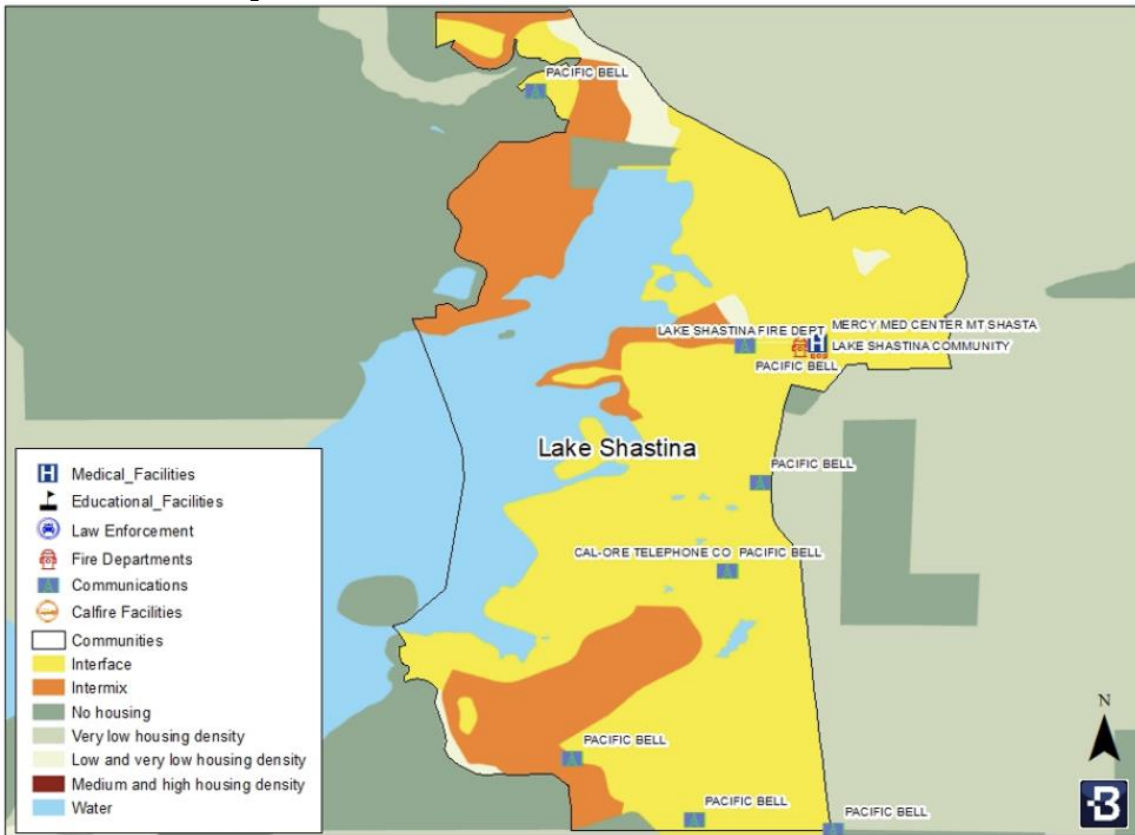 PACIFIC BELL
LAKE SHASTINA FIRE DEPT
MERCY MED CENTER MT SHASTA
H
LAKE SHASTINA COMMUNITY
PACIFIC BELL
Lake Shastina
PACIFIC BELL
CAL-ORE TELEPHONE CO PACIFIC BELL
PACIFIC BELL
PACIFIC BELL
PACIFIC BELL
H Medical_Facilities
Educational_Facilities
Law Enforcement
Fire Departments
Communications
Calfire Facilities
Communities
Interface
Intermix
No housing
Very low housing density
Low and very low housing density
Medium and high housing density
Water
N
B